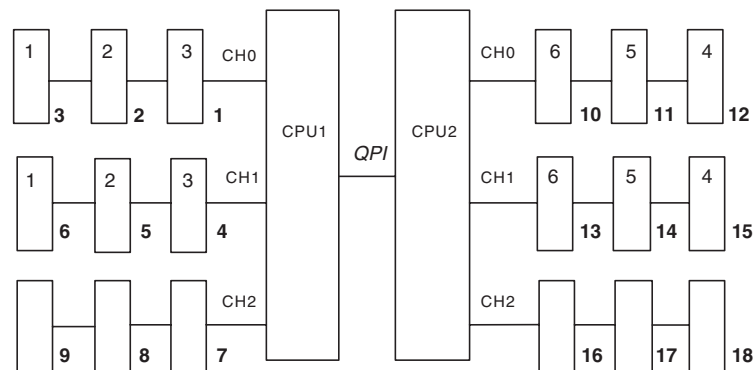 1 2 3 CH0 CH0 6 5 4
3 2 1 10 11 12
CPU1 QPI CPU2
1 2 3 CH1 CH1 6 5 4
6 5 4 13 14 15
CH2 CH2
9 8 7 16 17 18